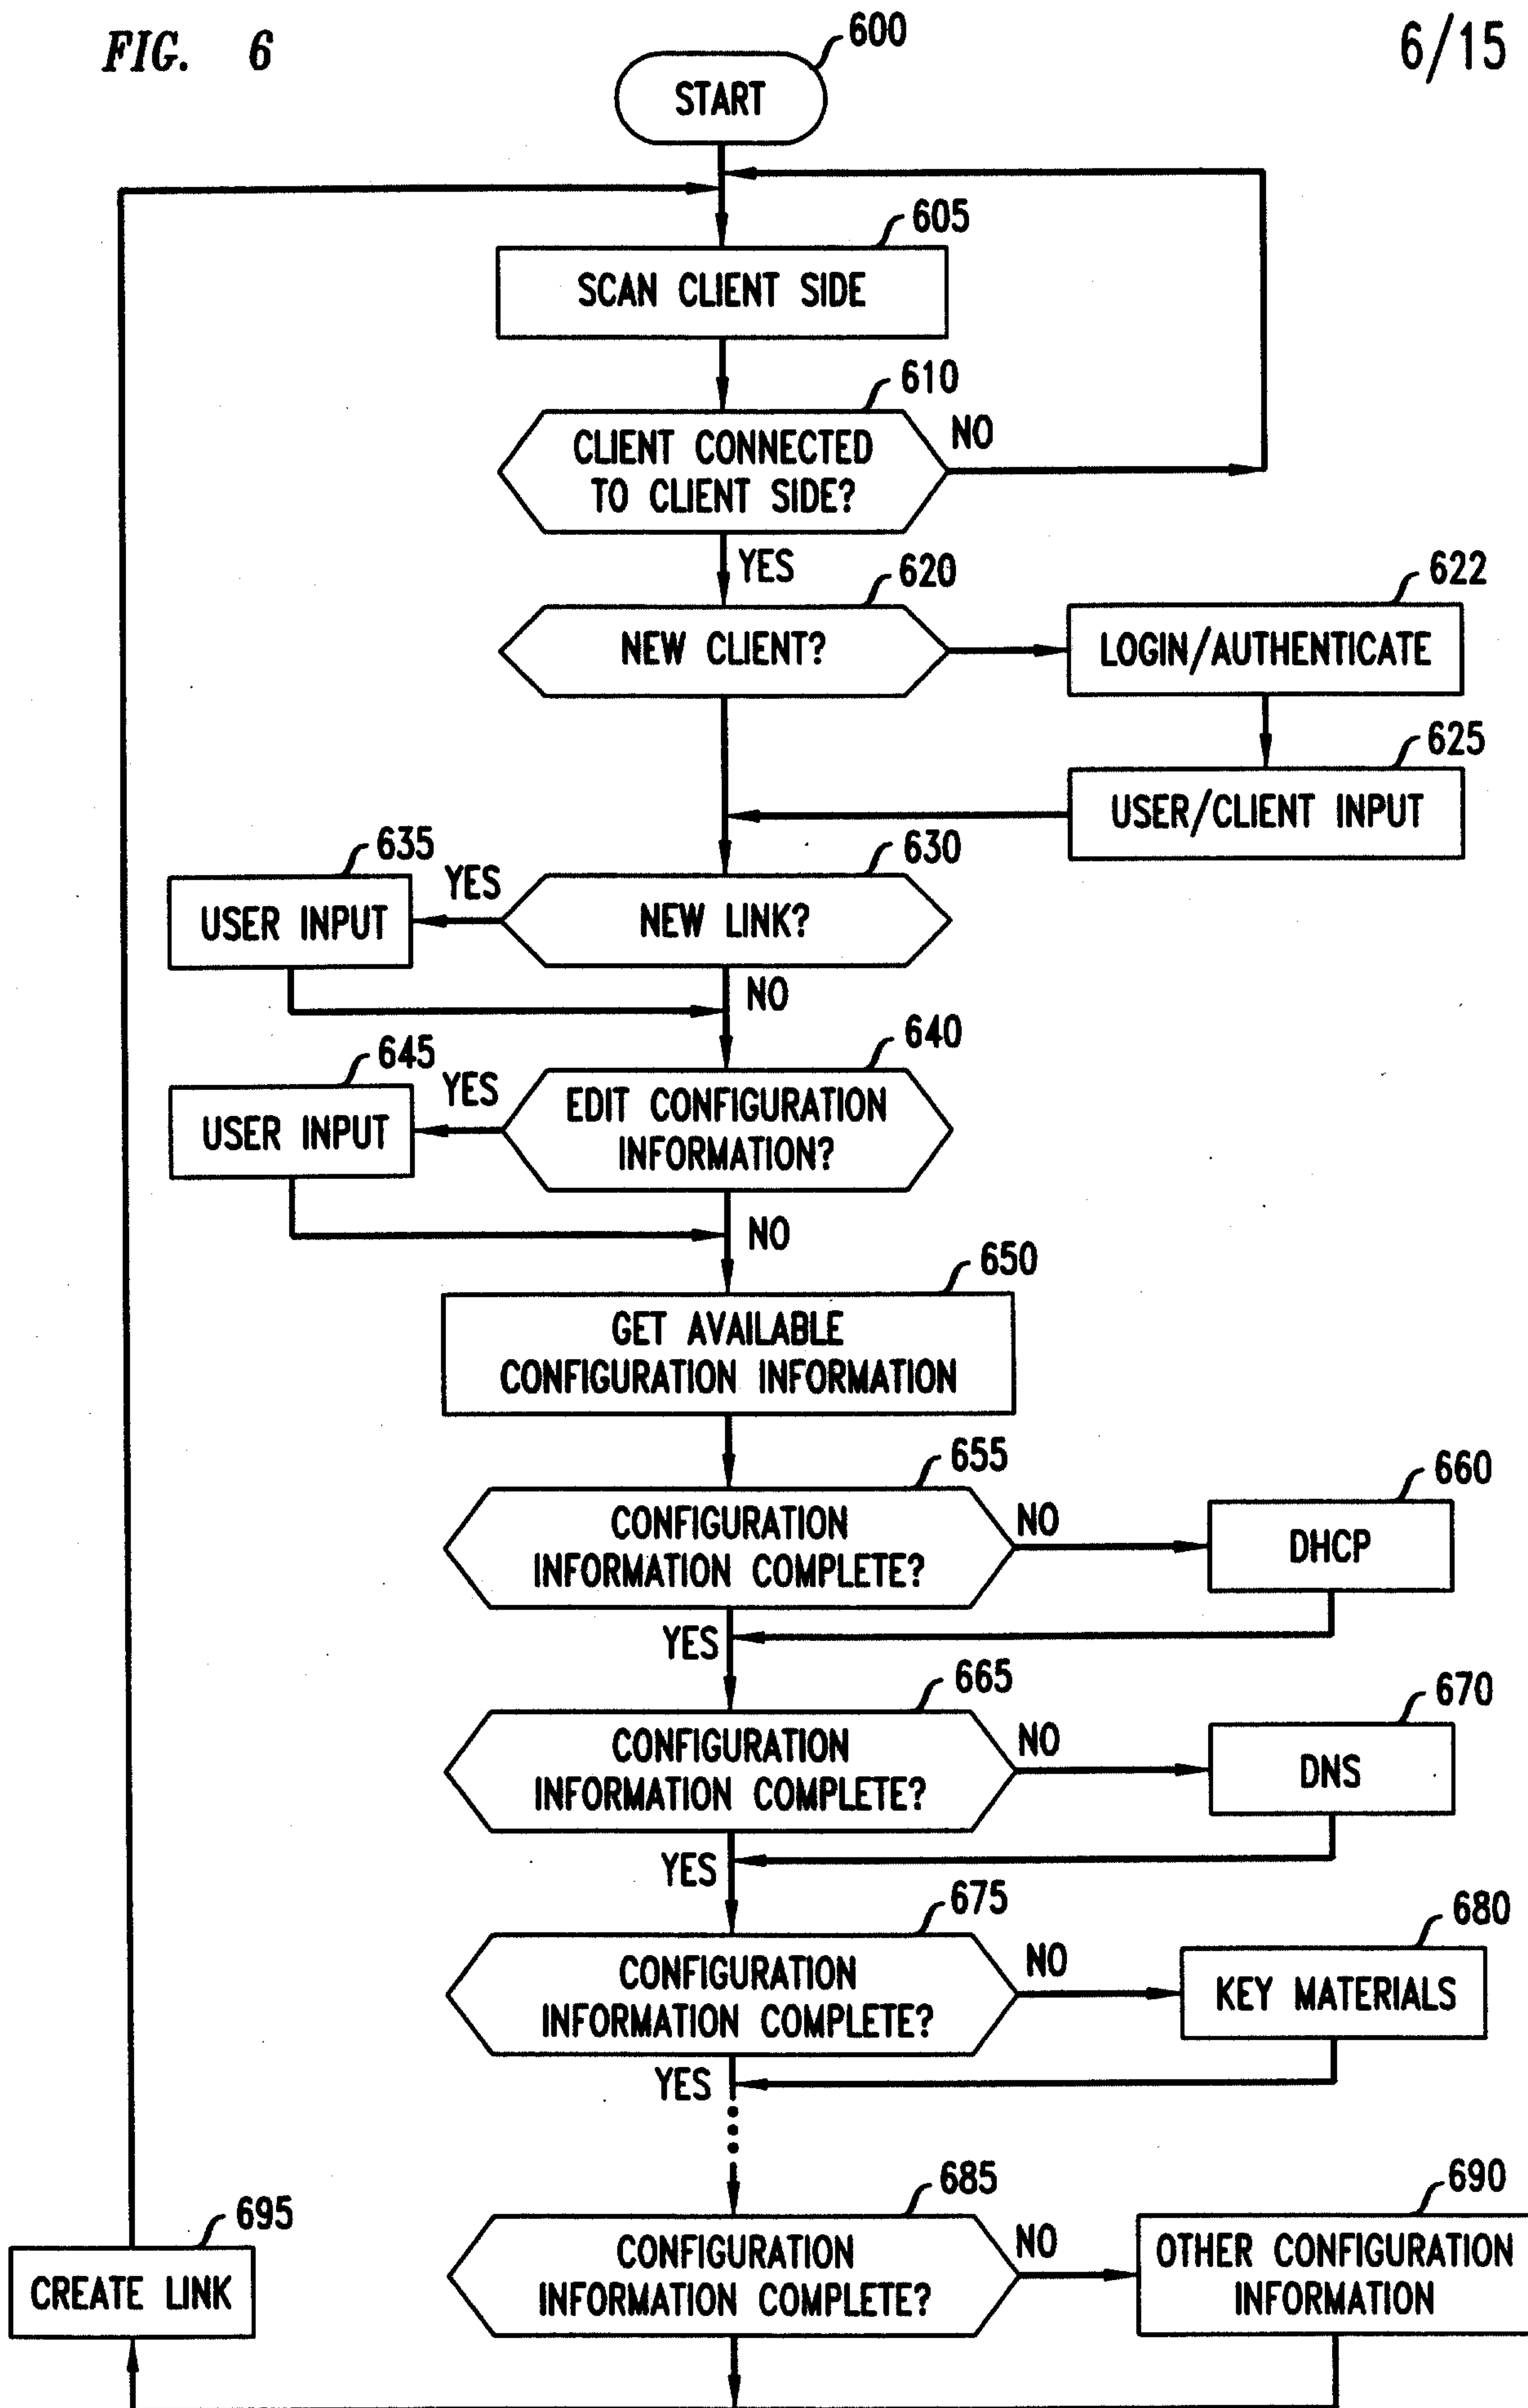 FIG. 6
6/15
600
START
605
SCAN CLIENT SIDE
610
CLIENT CONNECTED
TO CLIENT SIDE?
NO
YES
620
NEW CLIENT?
622
LOGIN/AUTHENTICATE
625
USER/CLIENT INPUT
630
NEW LINK?
YES
635
USER INPUT
NO
640
EDIT CONFIGURATION
INFORMATION?
YES
645
USER INPUT
NO
650
GET AVAILABLE
CONFIGURATION INFORMATION
655
CONFIGURATION
INFORMATION COMPLETE?
NO
660
DHCP
YES
665
CONFIGURATION
INFORMATION COMPLETE?
NO
670
DNS
YES
675
CONFIGURATION
INFORMATION COMPLETE?
NO
680
KEY MATERIALS
YES
685
CONFIGURATION
INFORMATION COMPLETE?
NO
690
OTHER CONFIGURATION
INFORMATION
695
CREATE LINK